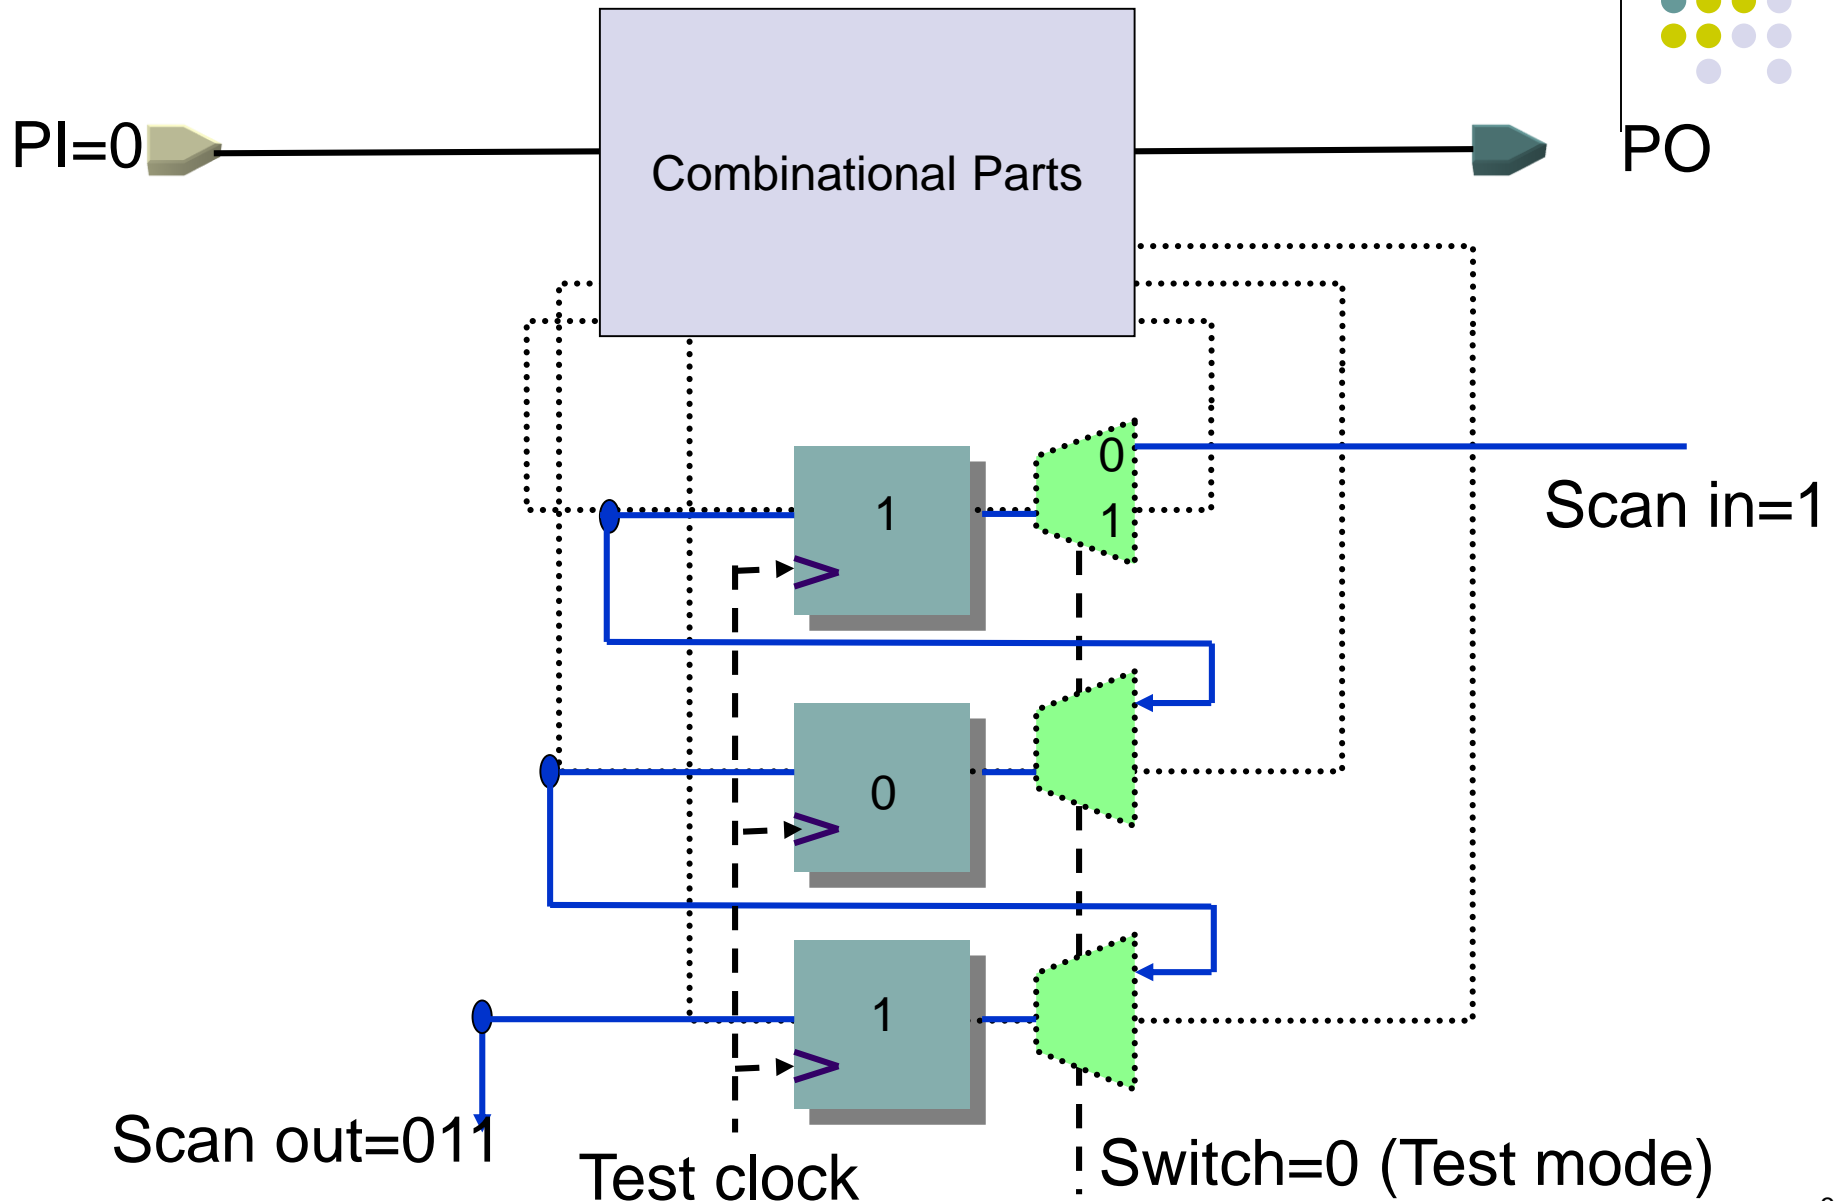 PI=0
Combinational Parts
PO
0
1
1
Scan in=1
0
1
Scan out=011
Test clock
Switch=0 (Test mode)